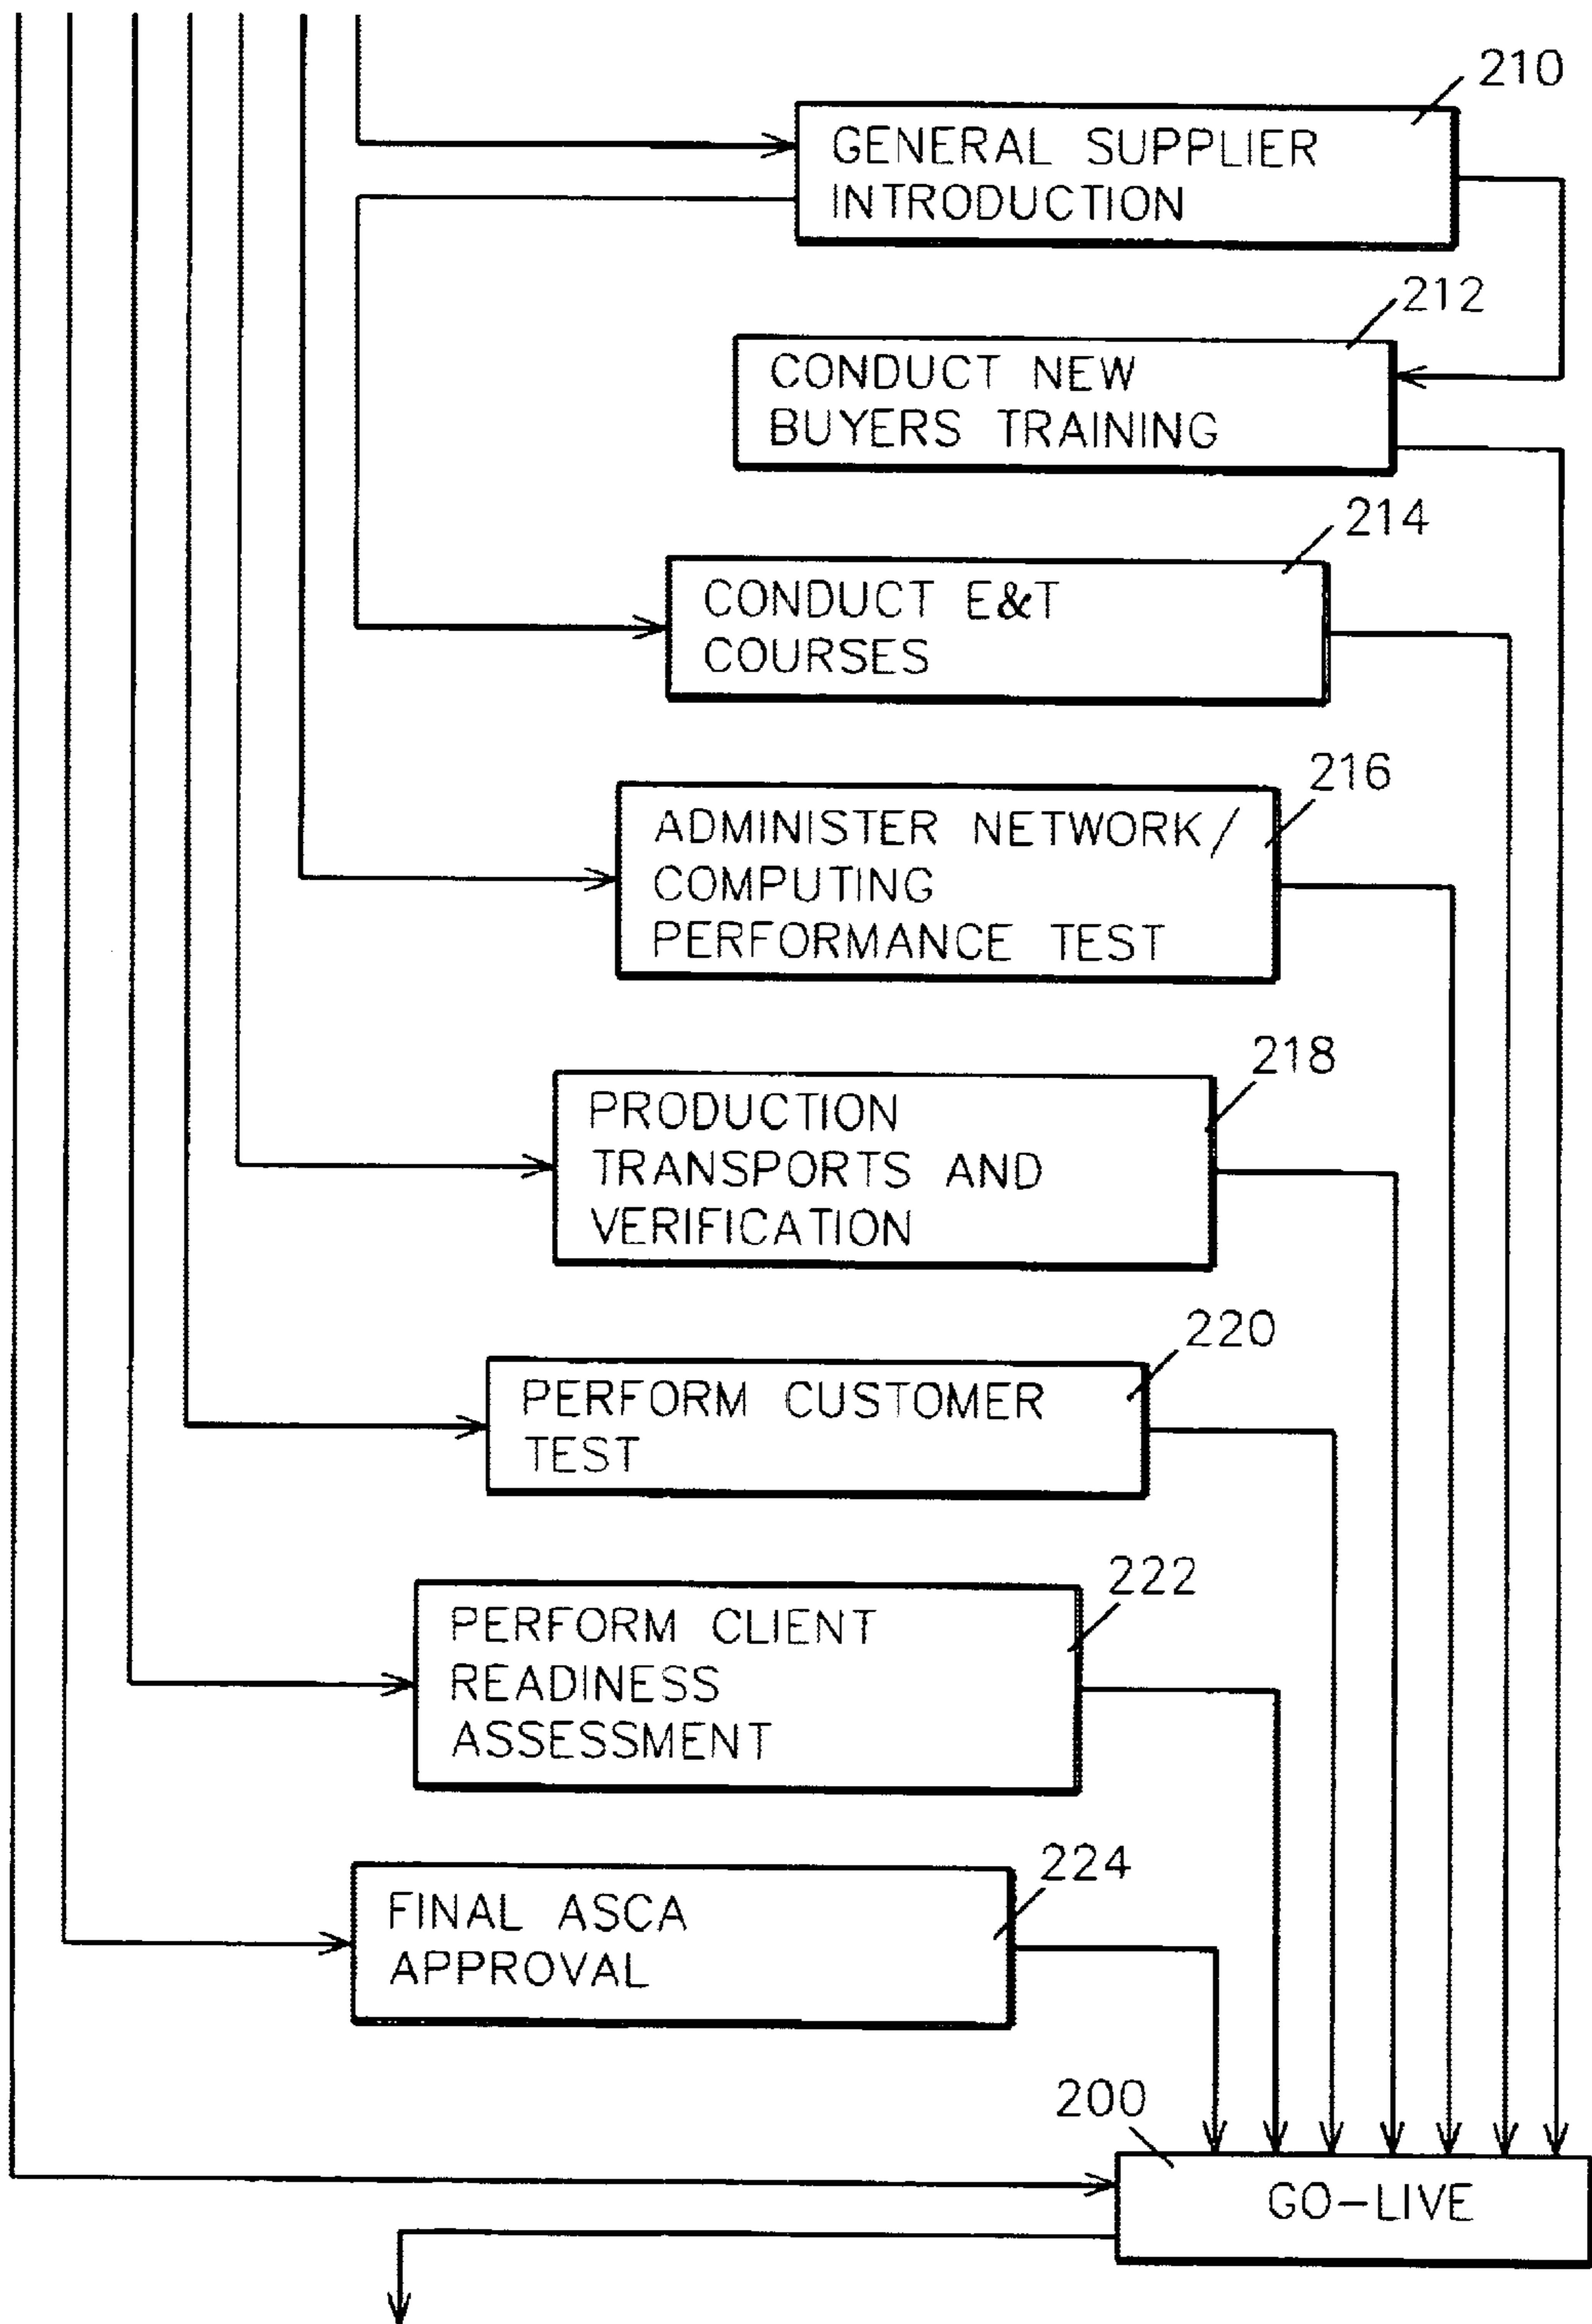 210
GENERAL SUPPLIER
INTRODUCTION
212
CONDUCT NEW
BUYERS TRAINING
214
CONDUCT E&T
COURSES
216
ADMINISTER NETWORK/
COMPUTING
PERFORMANCE TEST
218
PRODUCTION
TRANSPORTS AND
VERIFICATION
220
PERFORM CUSTOMER
TEST
222
PERFORM CLIENT
READINESS
ASSESSMENT
224
FINAL ASCA
APPROVAL
200
GO-LIVE